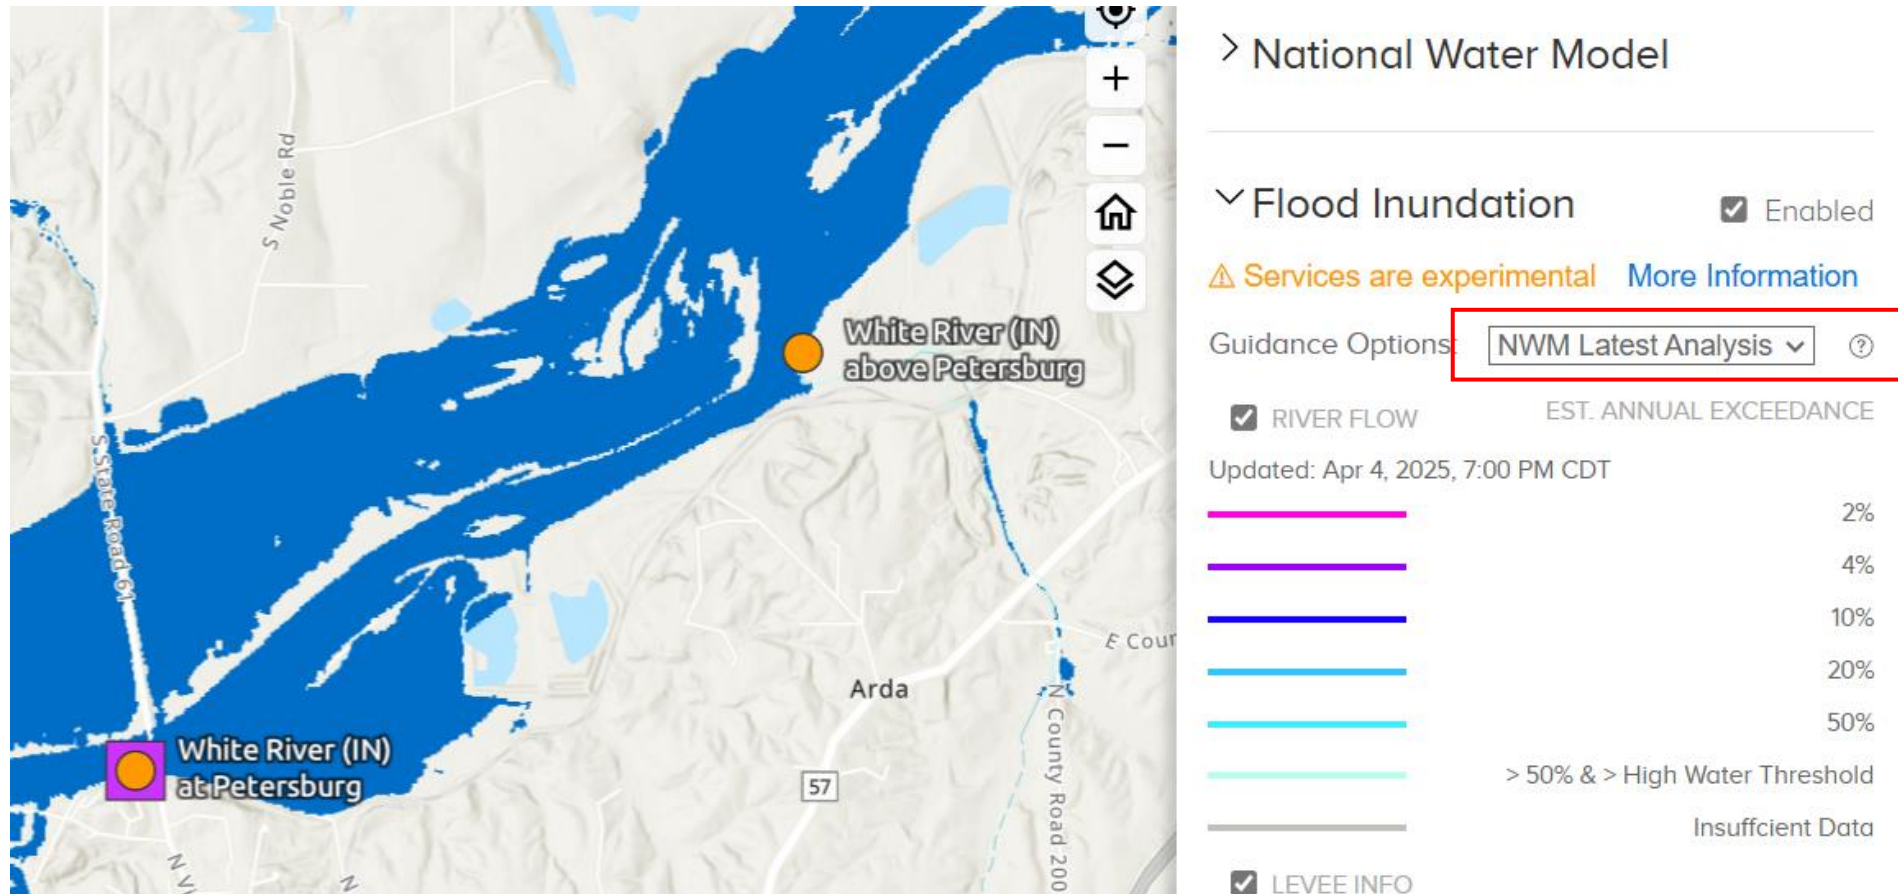 S Noble Rd
S State Road 61
White River (IN)
above Petersburg
White River (IN)
at Petersburg
Arda
57
N County Road 200
N
National Water Model
Flood Inundation
Enabled
Services are experimental
More Information
Guidance Options:
NWM Latest Analysis
?
RIVER FLOW
EST. ANNUAL EXCEEDANCE
Updated: Apr 4, 2025, 7:00 PM CDT
2%
4%
10%
20%
50%
> 50% & > High Water Threshold
Insuffcient Data
LEVEE INFO